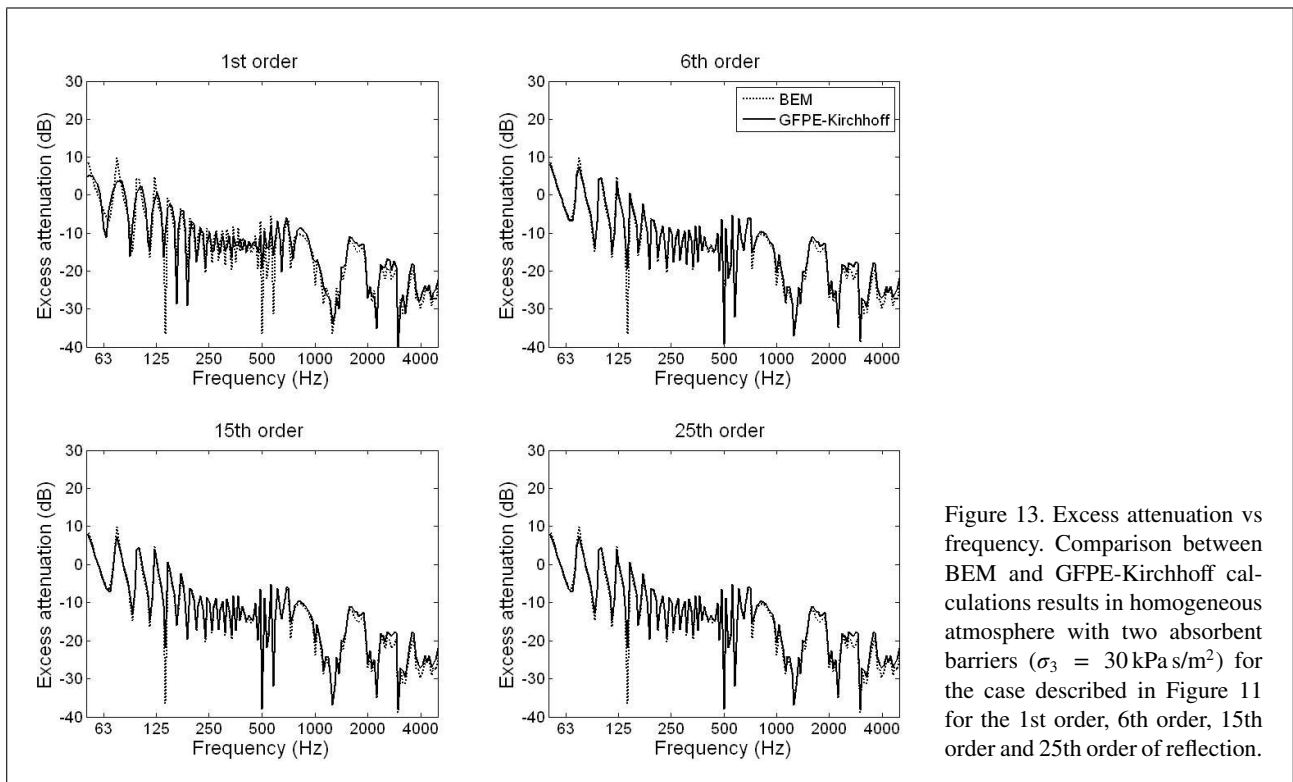 1st order
30
20
10
0
-10
-20
-30
-40
Excess attenuation (dB)
63 125 250 500 1000 2000 4000
Frequency (Hz)
6th order
BEM
GFPE-Kirchhoff
30
20
10
0
-10
-20
-30
-40
Excess attenuation (dB)
63 125 250 500 1000 2000 4000
Frequency (Hz)
15th order
30
20
10
0
-10
-20
-30
-40
Excess attenuation (dB)
63 125 250 500 1000 2000 4000
Frequency (Hz)
25th order
30
20
10
0
-10
-20
-30
-40
Excess attenuation (dB)
63 125 250 500 1000 2000 4000
Frequency (Hz)
Figure 13. Excess attenuation vs
frequency. Comparison between
BEM and GFPE-Kirchhoff cal-
culations results in homogeneous
atmosphere with two absorbent
barriers (σ₃ = 30 kPa s/m²) for
the case described in Figure 11
for the 1st order, 6th order, 15th
order and 25th order of reflection.